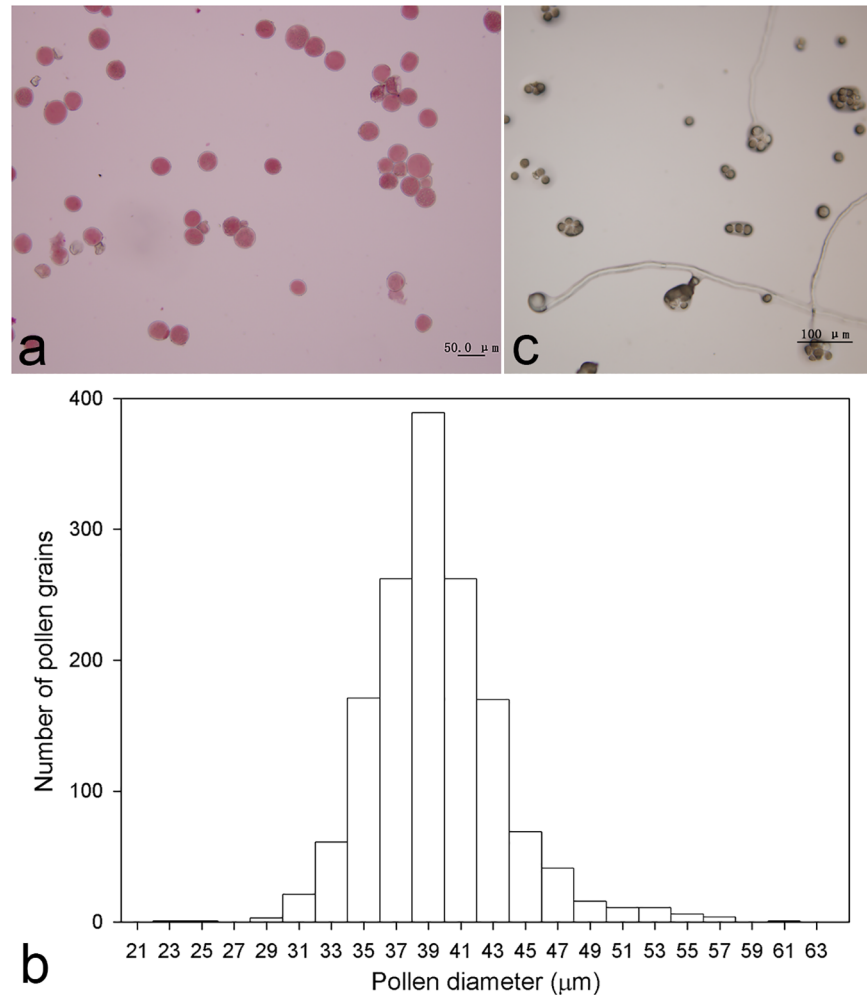 a
50.0 μm
c
100 μm
400
300
200
100
0
Number of pollen grains
21 23 25 27 29 31 33 35 37 39 41 43 45 47 49 51 53 55 57 59 61 63
Pollen diameter (μm)
b